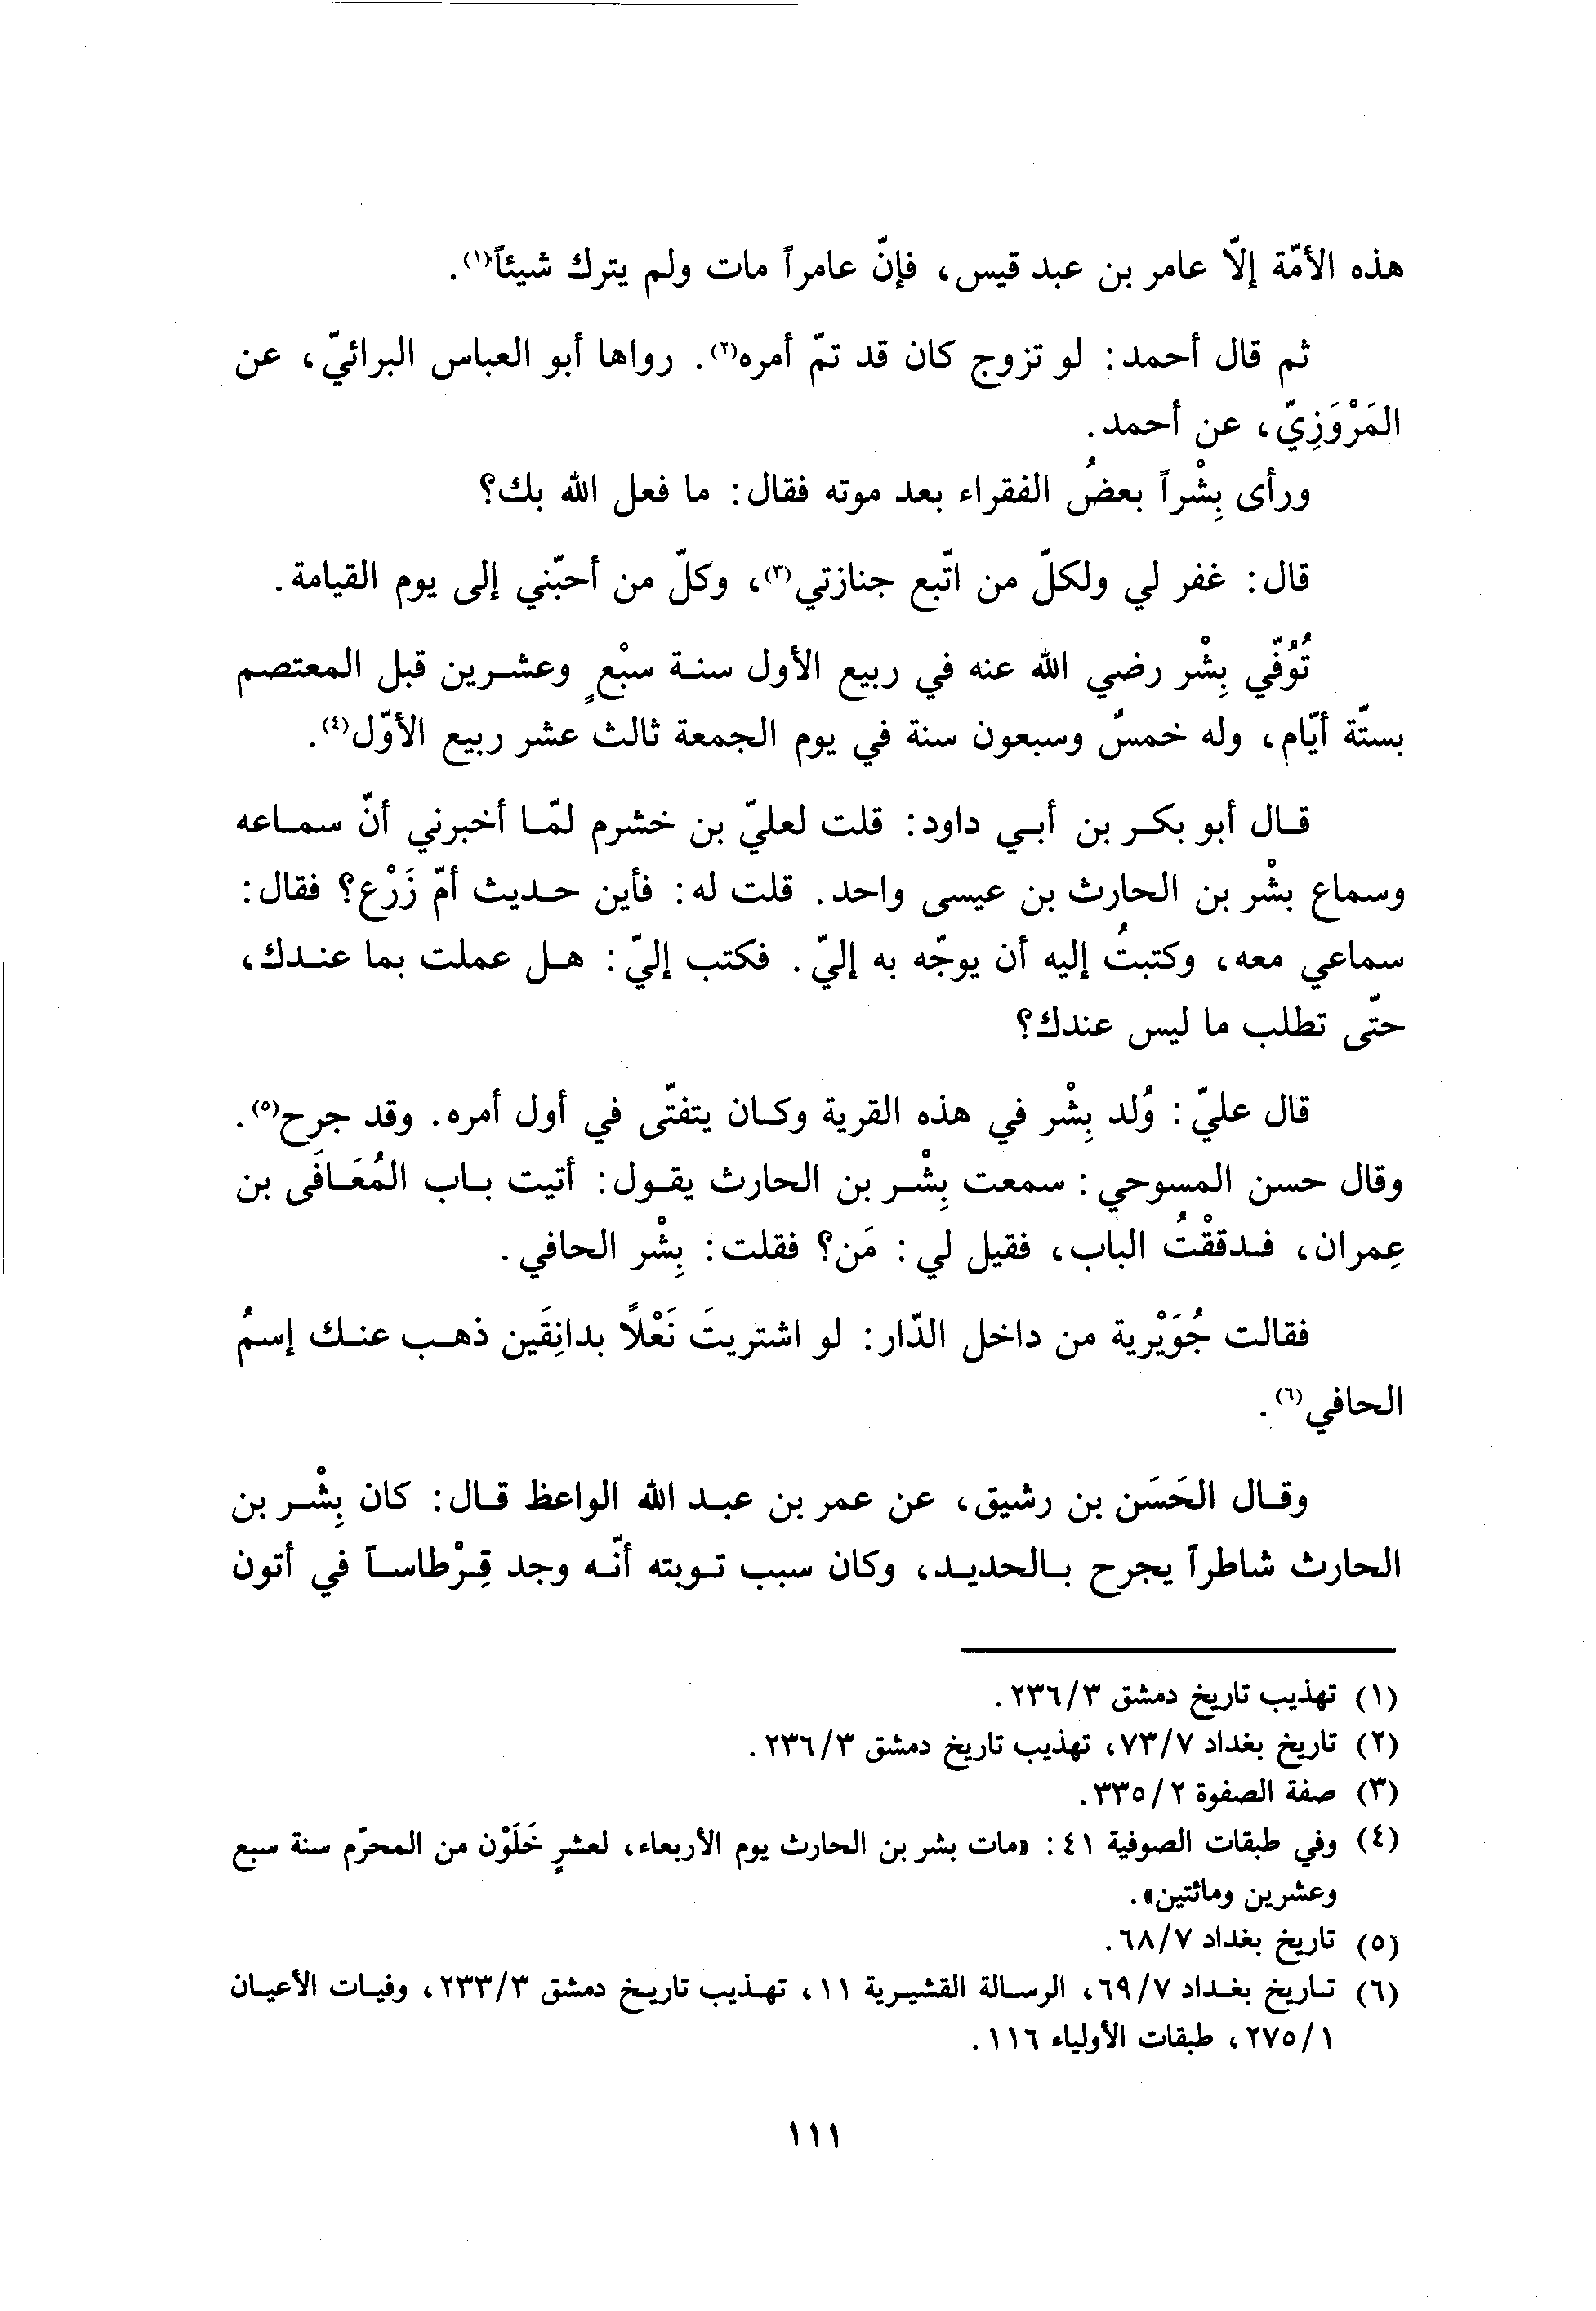 هذه الأمّة إلّا عامر بن عبد قيس، فإنّ عامراً مات ولم يترك شيئاً(١).
ثم قال أحمد: لو تزوج كان قد تمّ أمره(٢). رواها أبو العباس البرائيّ، عن
المَرْوَزِيّ، عن أحمد.
ورأى بِشْراً بعضُ الفقراء بعد موته فقال: ما فعل الله بك؟
قال: غفر لي ولكلّ من اتّبع جنازتي(٣)، وكلّ من أحبّني إلى يوم القيامة.
تُوُفّي بِشْر رضي الله عنه في ربيع الأول سنة سبْعٍ وعشرين قبل المعتصم
بستّة أيّام، وله خمسٌ وسبعون سنة في يوم الجمعة ثالث عشر ربيع الأوّل(٤).
قال أبو بكر بن أبي داود: قلت لعليّ بن خشرم لمّا أخبرني أنّ سماعه
وسماع بشْر بن الحارث بن عيسى واحد. قلت له: فأين حديث أمّ زَرْع؟ فقال:
سماعي معه، وكتبتُ إليه أن يوجّه به إليّ. فكتب إليّ: هل عملت بما عندك،
حتّى تطلب ما ليس عندك؟
قال عليّ: وُلد بِشْر في هذه القرية وكان يتفتّى في أول أمره. وقد جرح(٥).
وقال حسن المسوحي: سمعت بِشْر بن الحارث يقول: أتيت باب المُعَافَى بن
عِمران، فدققْتُ الباب، فقيل لي: مَن؟ فقلت: بِشْر الحافي.
فقالت جُوَيْرية من داخل الدّار: لو اشتريتَ نَعْلاً بدانِقَين ذهب عنك إسمُ
الحافي(٦).
وقال الحَسَن بن رشيق، عن عمر بن عبد الله الواعظ قال: كان بِشْر بن
الحارث شاطراً يجرح بالحديد، وكان سبب توبته أنّه وجد قِرْطاساً في أتون
(١) تهذيب تاريخ دمشق ٢٣٦/٣.
(٢) تاريخ بغداد ٧٣/٧، تهذيب تاريخ دمشق ٢٣٦/٣.
(٣) صفة الصفوة ٣٣٥/٢.
(٤) وفي طبقات الصوفية ٤١: «مات بشر بن الحارث يوم الأربعاء، لعشرٍ خَلَوْن من المحرّم سنة سبع
وعشرين ومائتين».
(٥) تاريخ بغداد ٦٨/٧.
(٦) تاريخ بغداد ٦٩/٧، الرسالة القشيرية ١١، تهذيب تاريخ دمشق ٢٣٣/٣، وفيات الأعيان
٢٧٥/١، طبقات الأولياء ١١٦.
١١١